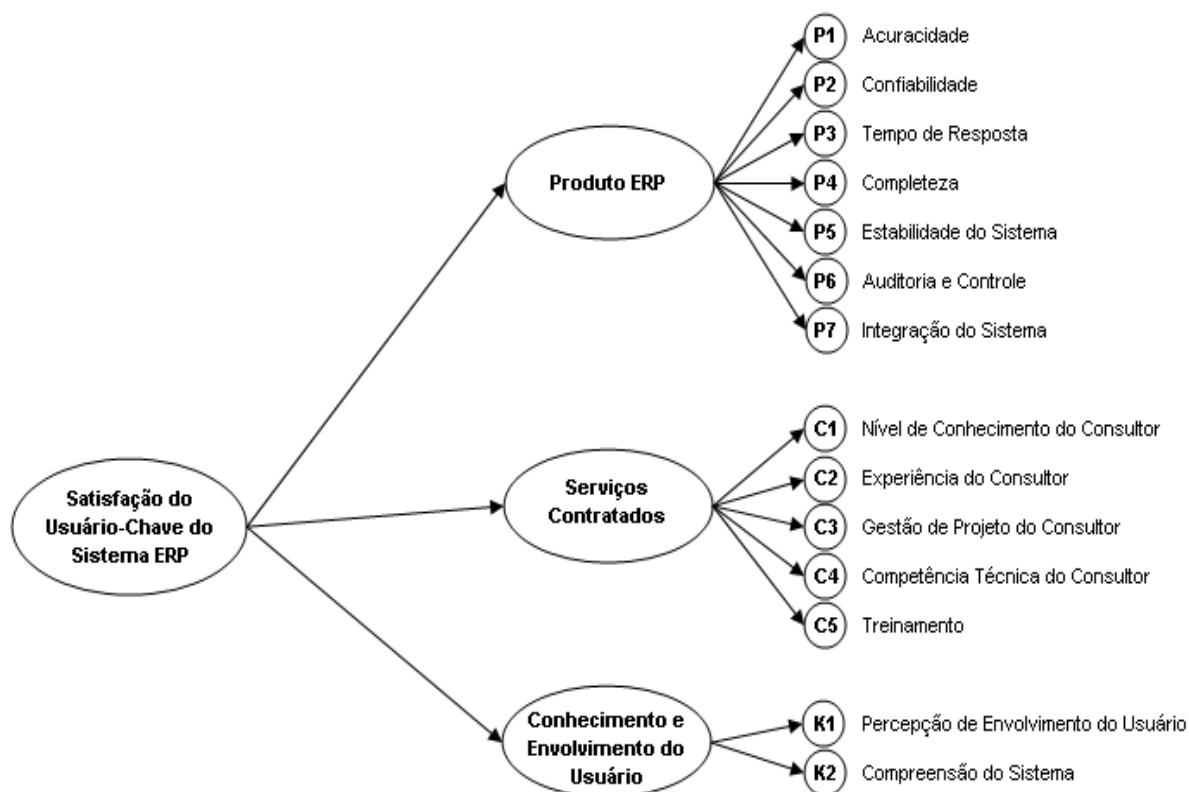 P1 Acuracidade
P2 Confiabilidade
P3 Tempo de Resposta
Produto ERP
P4 Completeza
P5 Estabilidade do Sistema
P6 Auditoria e Controle
P7 Integração do Sistema
C1 Nível de Conhecimento do Consultor
C2 Experiência do Consultor
Serviços
Contratados
C3 Gestão de Projeto do Consultor
C4 Competência Técnica do Consultor
C5 Treinamento
Satisfação do
Usuário-Chave do
Sistema ERP
Conhecimento e
Envolvimento do
Usuário
K1 Percepção de Envolvimento do Usuário
K2 Compreensão do Sistema